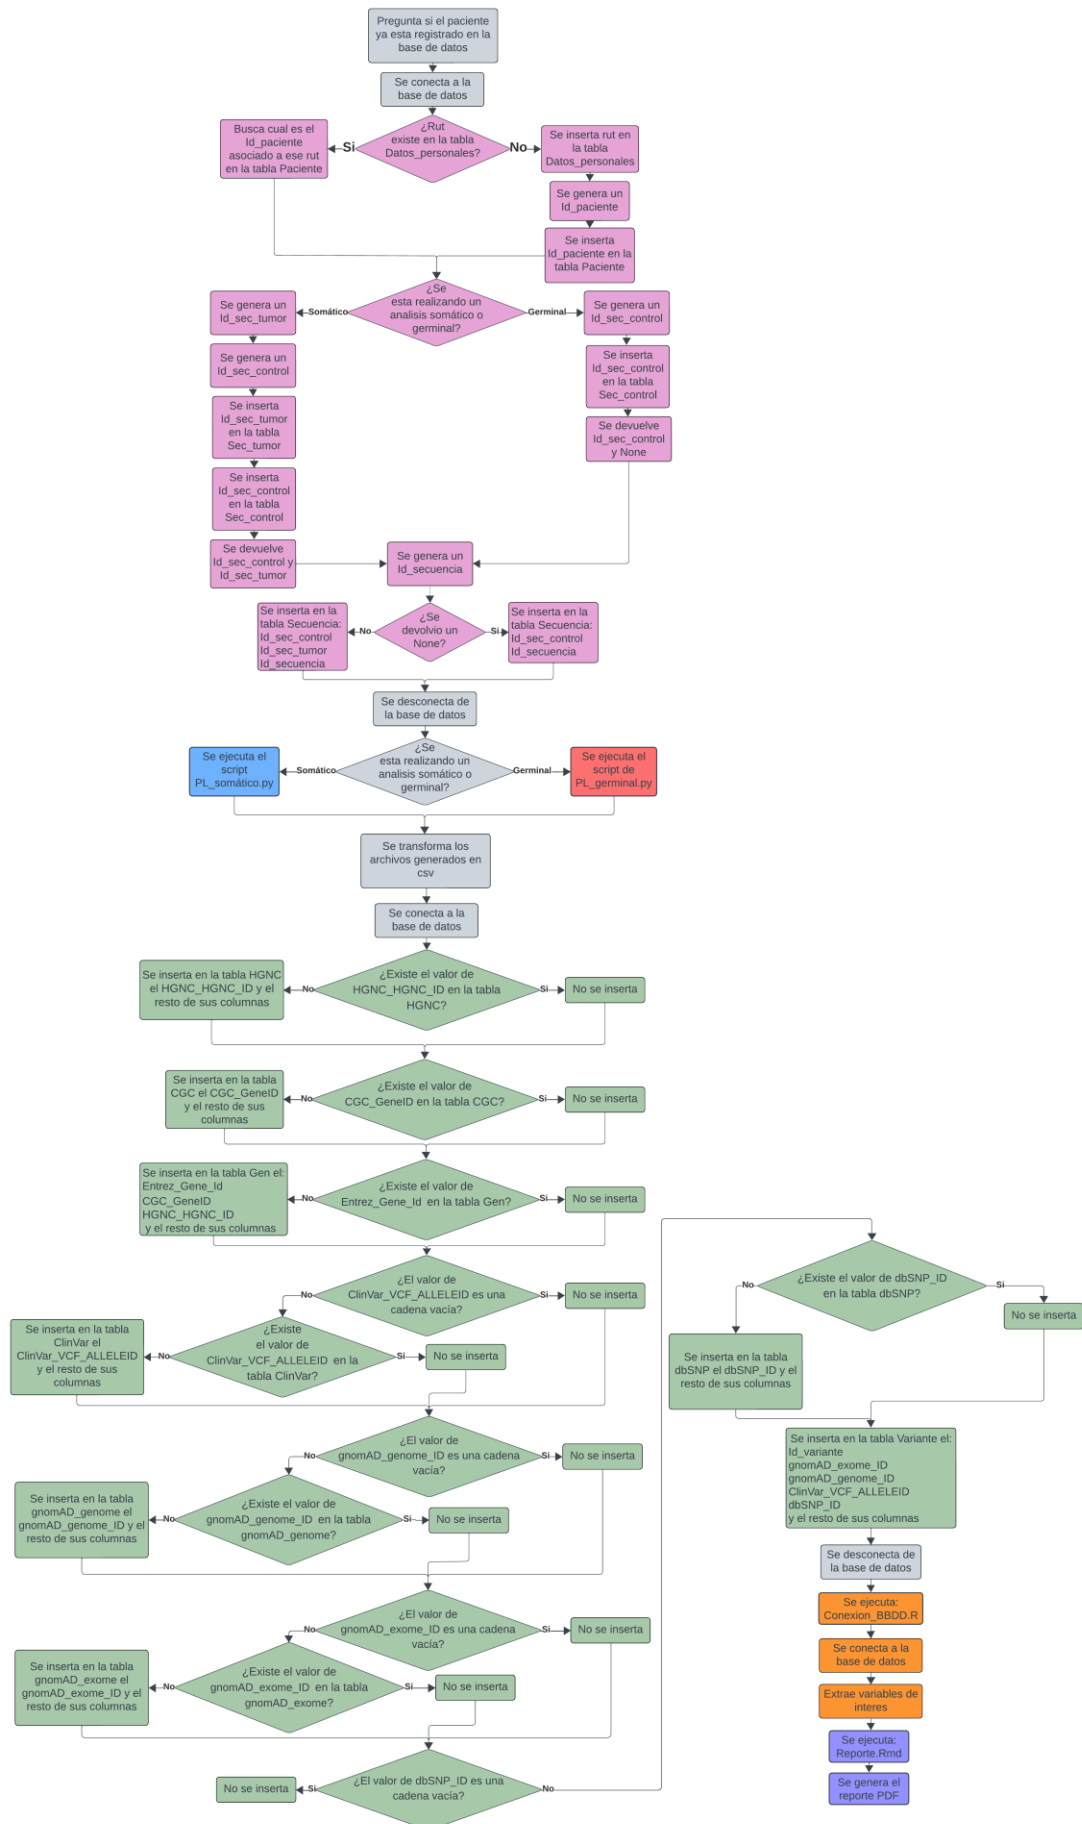 Pregunta si el paciente
ya esta registrado en la
base de datos
Se conecta a la
base de datos
¿Rut
existe en la tabla
Datos_personales?
Si
No
Busca cual es el
Id_paciente
asociado a ese rut
en la tabla Paciente
Se inserta rut en
la tabla
Datos_personales
Se genera un
Id_paciente
Se inserta
Id_paciente en la
tabla Paciente
¿Se
esta realizando un
analisis somático o
germinal?
Somático
Germinal
Se genera un
Id_sec_tumor
Se genera un
Id_sec_control
Se inserta
Id_sec_tumor
en la tabla
Sec_tumor
Se inserta
Id_sec_control
en la tabla
Sec_control
Se devuelve
Id_sec_control y
Id_sec_tumor
Se genera un
Id_sec_control
Se inserta
Id_sec_control
en la tabla
Sec_control
Se devuelve
Id_sec_control
y None
Se genera un
Id_secuencia
¿Se
devolvio un
None?
No
Si
Se inserta en la
tabla Secuencia:
Id_sec_control
Id_sec_tumor
Id_secuencia
Se inserta en la
tabla Secuencia:
Id_sec_control
Id_secuencia
Se desconecta de
la base de datos
¿Se
esta realizando un
analisis somático o
germinal?
Somático
Germinal
Se ejecuta el
script
PL_somático.py
Se ejecuta el
script de
PL_germinal.py
Se transforma los
archivos generados en
csv
Se conecta a la
base de datos
¿Existe el valor de
HGNC_HGNC_ID en la tabla
HGNC?
No
Si
Se inserta en la tabla HGNC
el HGNC_HGNC_ID y el
resto de sus columnas
No se inserta
¿Existe el valor de
CGC_GeneID en la tabla CGC?
No
Si
Se inserta en la tabla
CGC el CGC_GeneID
y el resto de sus
columnas
No se inserta
¿Existe el valor de
Entrez_Gene_Id en la tabla Gen?
No
Si
Se inserta en la tabla Gen el:
Entrez_Gene_Id
CGC_GeneID
HGNC_HGNC_ID
y el resto de sus columnas
No se inserta
¿El valor de
ClinVar_VCF_ALLELEID es una
cadena vacía?
No
Si
No se inserta
¿Existe
el valor de
ClinVar_VCF_ALLELEID en la
tabla ClinVar?
No
Si
Se inserta en la tabla
ClinVar el
ClinVar_VCF_ALLELEID
y el resto de sus
columnas
No se inserta
¿El valor de
gnomAD_genome_ID es una cadena
vacía?
No
Si
No se inserta
¿Existe el valor de
gnomAD_genome_ID en la tabla
gnomAD_genome?
No
Si
Se inserta en la tabla
gnomAD_genome el
gnomAD_genome_ID y el
resto de sus columnas
No se inserta
¿El valor de
gnomAD_exome_ID es una cadena
vacía?
No
Si
No se inserta
¿Existe el valor de
gnomAD_exome_ID en la tabla
gnomAD_exome?
No
Si
Se inserta en la tabla
gnomAD_exome el
gnomAD_exome_ID y el
resto de sus columnas
No se inserta
¿El valor de dbSNP_ID es una
cadena vacía?
Si
No
No se inserta
¿Existe el valor de dbSNP_ID
en la tabla dbSNP?
No
Si
Se inserta en la tabla
dbSNP el dbSNP_ID y el
resto de sus columnas
No se inserta
Se inserta en la tabla Variante el:
Id_variante
gnomAD_exome_ID
gnomAD_genome_ID
ClinVar_VCF_ALLELEID
dbSNP_ID
y el resto de sus columnas
Se desconecta de
la base de datos
Se ejecuta:
Conexion_BBDD.R
Se conecta a la
base de datos
Extrae variables de
interes
Se ejecuta:
Reporte.Rmd
Se genera el
reporte PDF